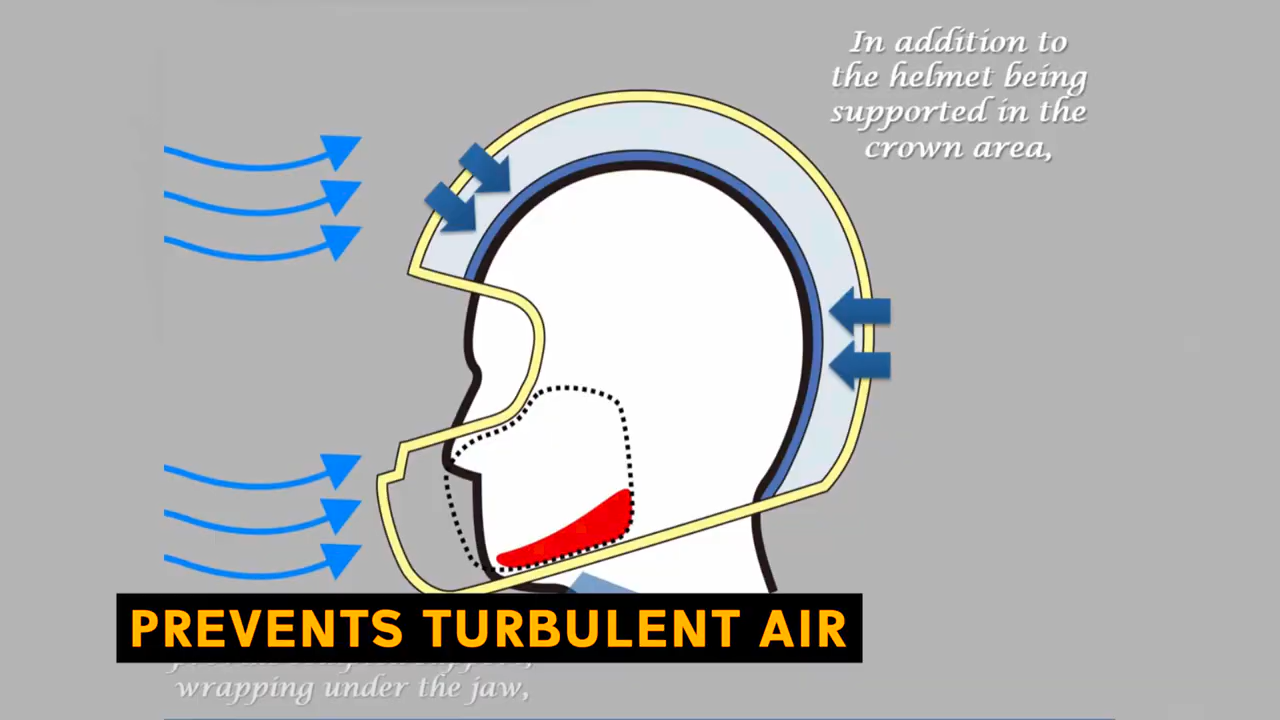 In addition to
the helmet being
supported in the
crown area,
PREVENTS TURBULENT AIR
wrapping under the jaw,